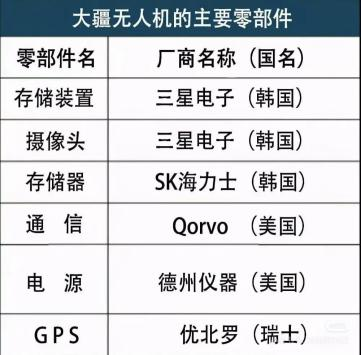 大疆无人机的主要零部件
零部件名 厂商名称（国名）
存储装置 三星电子（韩国）
摄像头 三星电子（韩国）
存储器 SK海力士（韩国）
通 信 Qorvo （美国）
电 源 德州仪器（美国）
GPS 优北罗（瑞士）